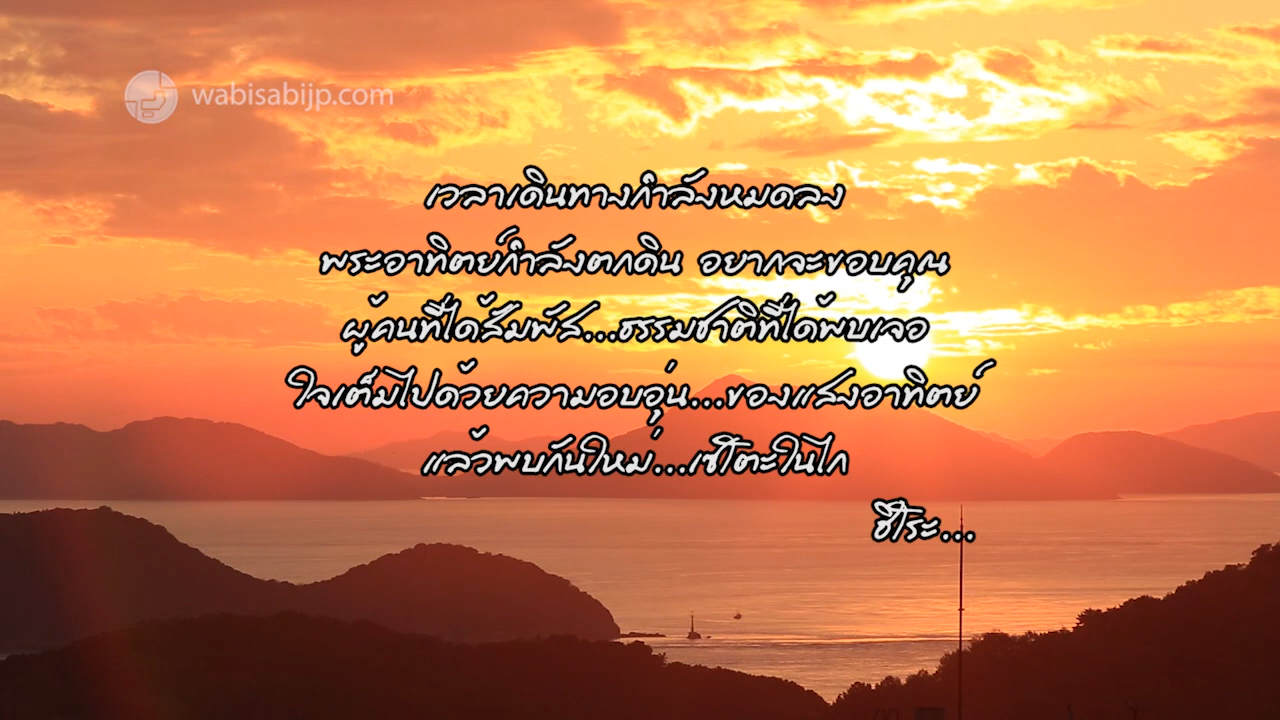 wabisabijp.com
เวลาเดินทางกำลังหมดลง
พระอาทิตย์กำลังตกดิน อยากจะขอบคุณ
ผู้คนที่ได้สัมพัส...ธรรมชาติที่ได้พบเจอ
ใจเต็มไปด้วยความอบอุ่น...ของแสงอาทิตย์
แล้วพบกันใหม่...เซโตะในไก
ชิโระ...